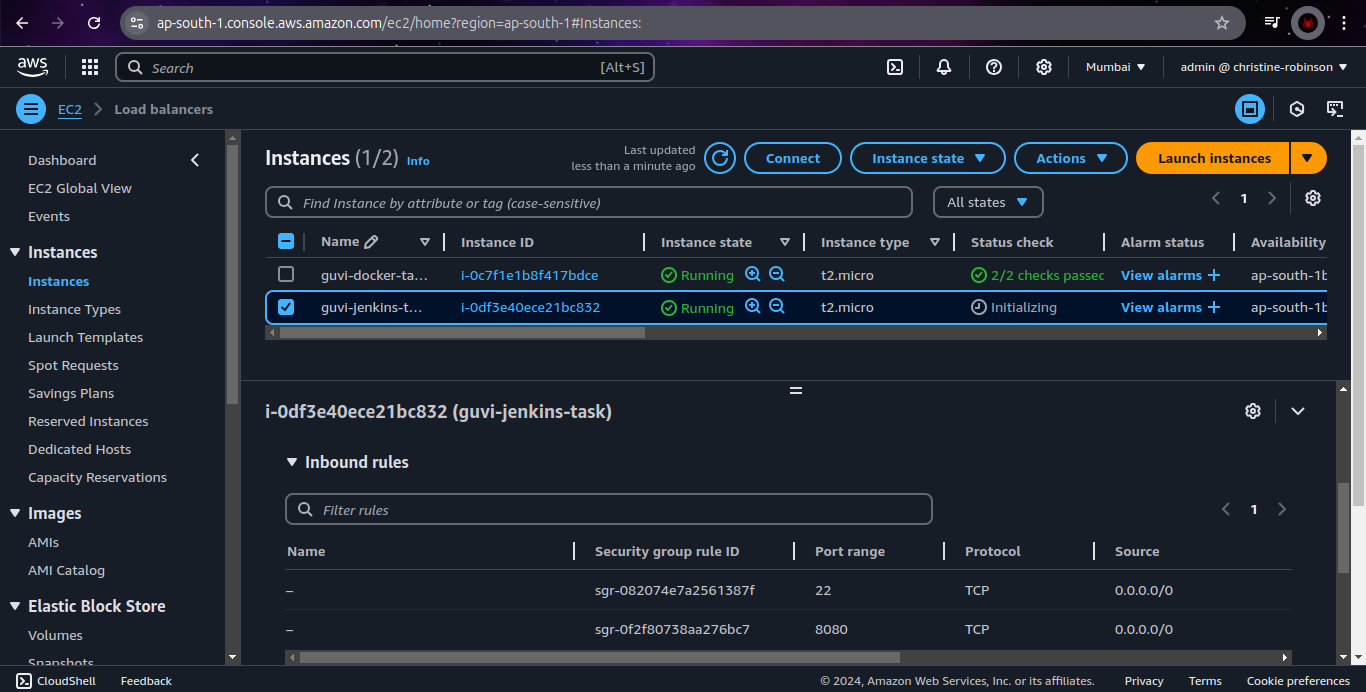 ap-south-1.console.aws.amazon.com/ec2/home?region=ap-south-1#Instances:
aws Search [Alt+S] Mumbai admin @ christine-robinson
EC2 Load balancers
Dashboard
EC2 Global View
Events
Instances
Instances
Instance Types
Launch Templates
Spot Requests
Savings Plans
Reserved Instances
Dedicated Hosts
Capacity Reservations
Images
AMIs
AMI Catalog
Elastic Block Store
Volumes
Snapshots
Instances (1/2) Info
Last updated
less than a minute ago
Connect Instance state Actions Launch instances
Find Instance by attribute or tag (case-sensitive) All states 1
Name Instance ID Instance state Instance type Status check Alarm status Availability
guvi-docker-ta... i-0c7f1e1b8f417bdce Running t2.micro 2/2 checks passec View alarms + ap-south-1b
guvi-jenkins-t... i-0df3e40ece21bc832 Running t2.micro Initializing View alarms + ap-south-1b
i-0df3e40ece21bc832 (guvi-jenkins-task)
Inbound rules
Filter rules 1
Name Security group rule ID Port range Protocol Source
– sgr-082074e7a2561387f 22 TCP 0.0.0.0/0
– sgr-0f2f80738aa276bc7 8080 TCP 0.0.0.0/0
CloudShell Feedback © 2024, Amazon Web Services, Inc. or its affiliates. Privacy Terms Cookie preferences